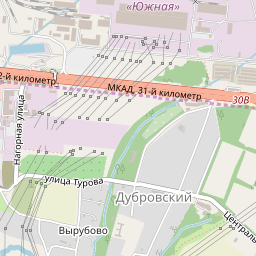 «Южная»
2-й километр
МКАД, 31-й километр
30В
Нагорная улица
улица Турова
Дубровский
Вырубово
Централь